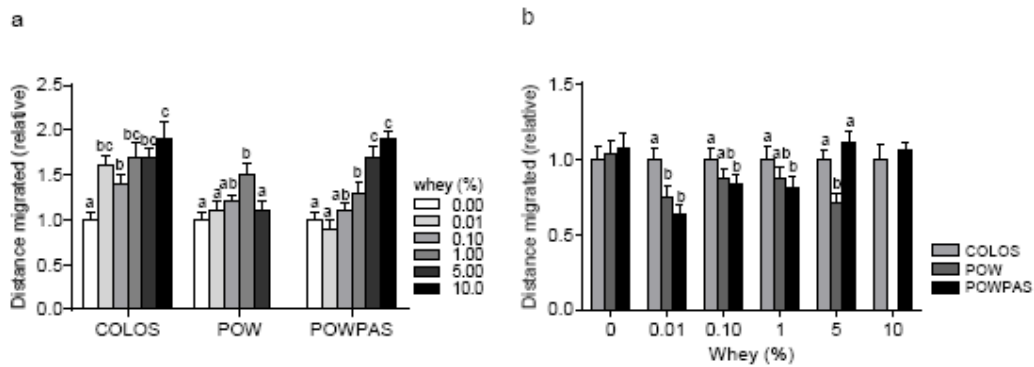 a
Distance migrated (relative)
2.5
2.0
1.5
1.0
0.5
0.0
a bc b bc bc c
a a ab b a
a a ab b c c
COLOS POW POWPAS
whey (%)
0.00
0.01
0.10
1.00
5.00
10.0
b
Distance migrated (relative)
1.5
1.0
0.5
0.0
a b b
a ab b
a ab b
a b a
0 0.01 0.10 1 5 10
Whey (%)
COLOS
POW
POWPAS